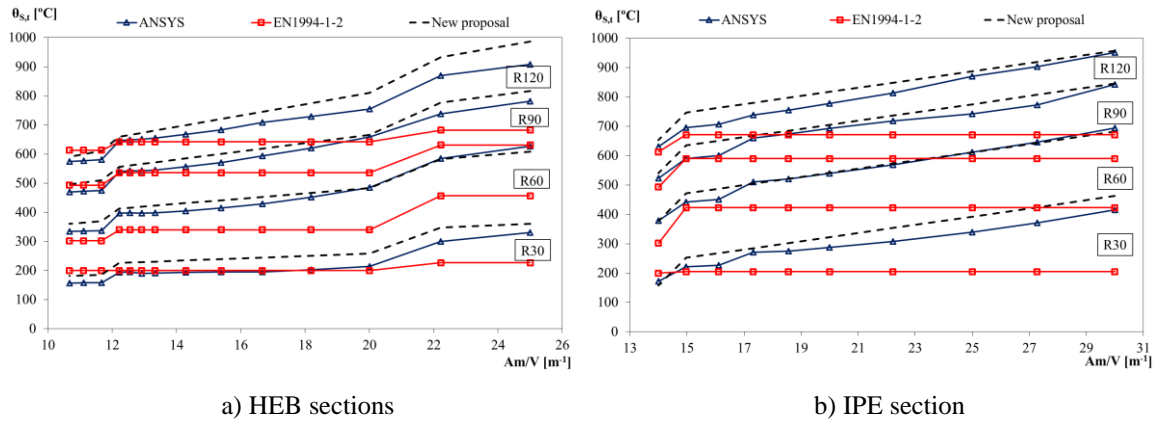 θS,t [ºC]
ANSYS EN1994-1-2 New proposal
1000
900
800
700
600
500
400
300
200
100
0
R120
R90
R60
R30
10 12 14 16 18 20 22 24 26
Am/V [m-1]
a) HEB sections
θS,t [ºC]
ANSYS EN1994-1-2 New proposal
1000
900
800
700
600
500
400
300
200
100
0
R120
R90
R60
R30
13 15 17 19 21 23 25 27 29 31
Am/V [m-1]
b) IPE section